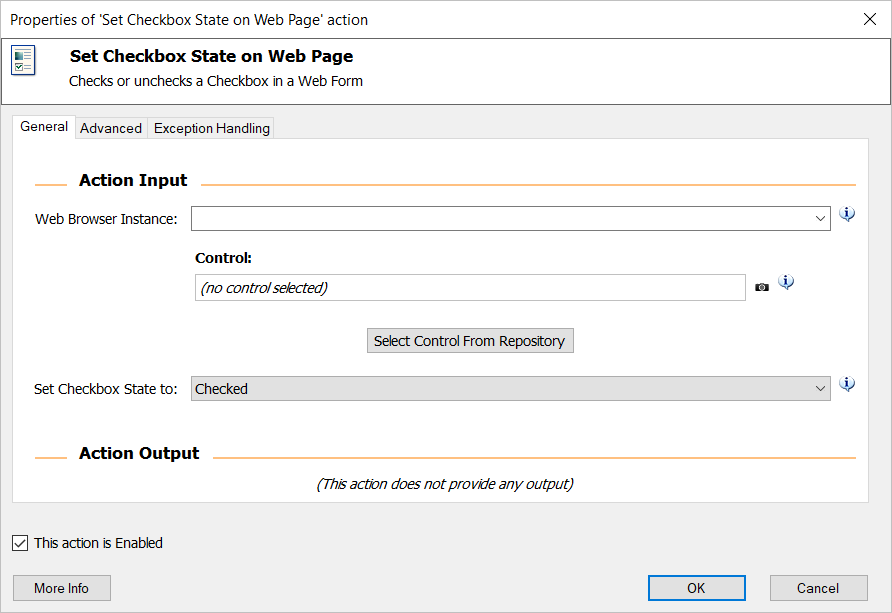 Properties of 'Set Checkbox State on Web Page' action
Set Checkbox State on Web Page
Checks or unchecks a Checkbox in a Web Form
General Advanced Exception Handling
Action Input
Web Browser Instance:
Control:
(no control selected)
Select Control From Repository
Set Checkbox State to: Checked
Action Output
(This action does not provide any output)
This action is Enabled
More Info OK Cancel